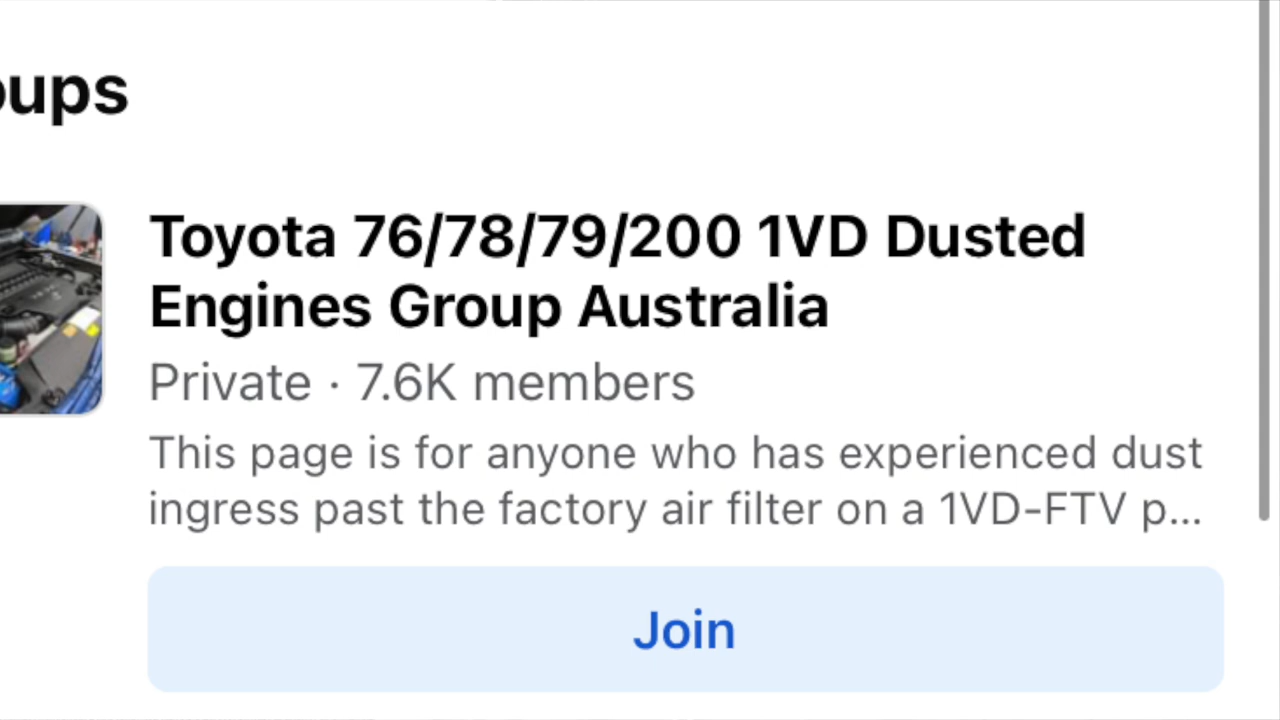 oups
Toyota 76/78/79/200 1VD Dusted
Engines Group Australia
Private · 7.6K members
This page is for anyone who has experienced dust
ingress past the factory air filter on a 1VD-FTV p...
Join